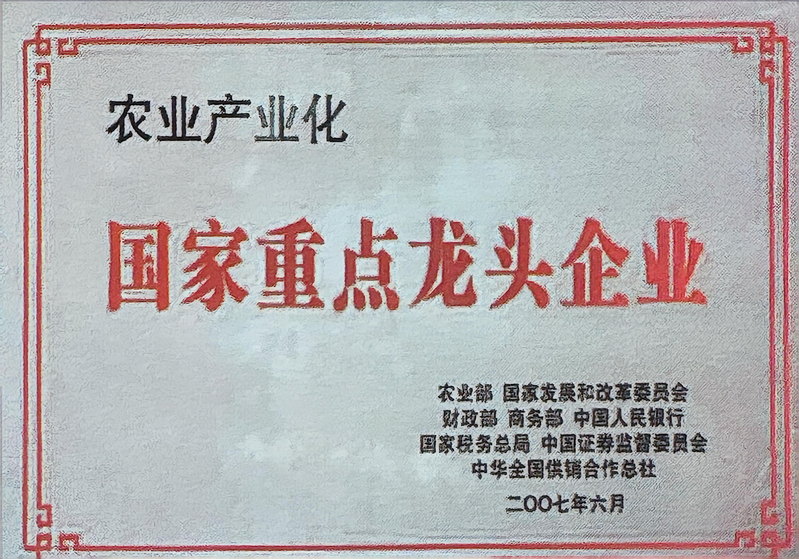 农业产业化
国家重点龙头企业
农业部 国家发展和改革委员会
财政部 商务部 中国人民银行
国家税务总局 中国证券监督委员会
中华全国供销合作总社
二〇〇七年六月